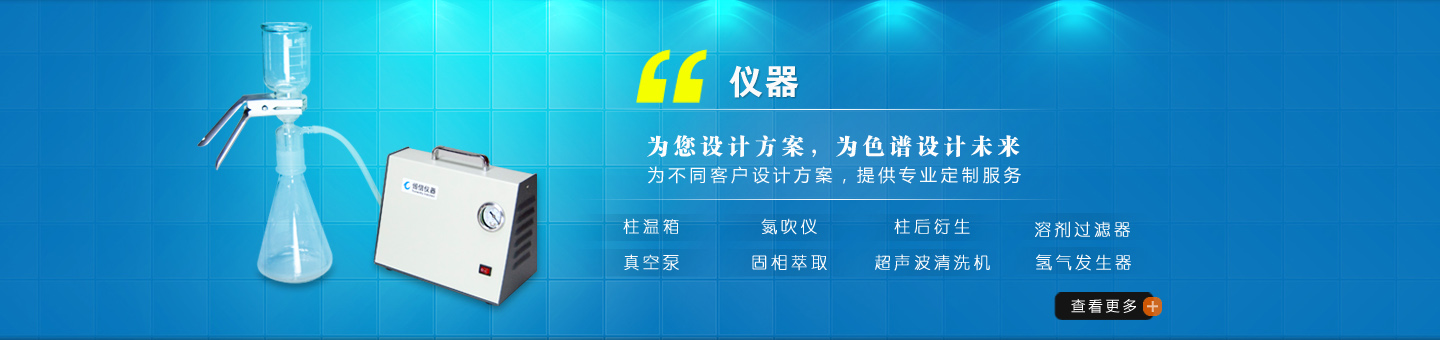 仪器
为您设计方案，为色谱设计未来
为不同客户设计方案，提供专业定制服务
柱温箱 氮吹仪 柱后衍生 溶剂过滤器
真空泵 固相萃取 超声波清洗机 氢气发生器
查看更多